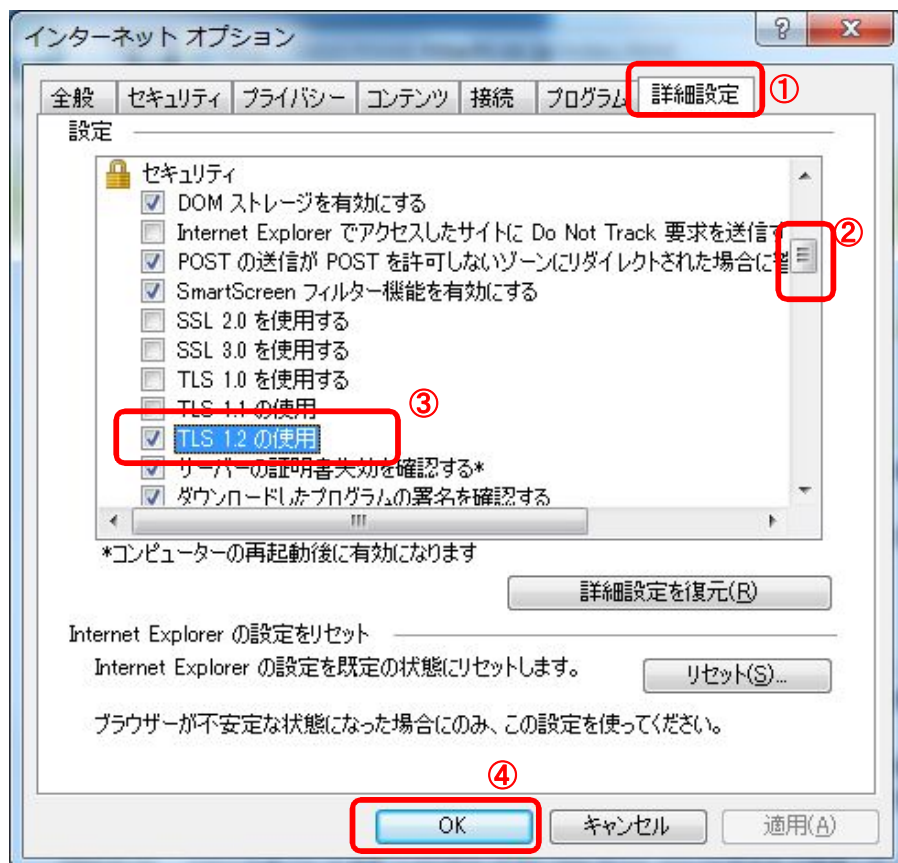 インターネット オプション
全般 セキュリティ プライバシー コンテンツ 接続 プログラム 詳細設定 ①
設定
セキュリティ
DOM ストレージを有効にする
Internet Explorer でアクセスしたサイトに Do Not Track 要求を送信す ②
POST の送信が POST を許可しないゾーンにリダイレクトされた場合に
SmartScreen フィルター機能を有効にする
SSL 2.0 を使用する
SSL 3.0 を使用する
TLS 1.0 を使用する
TLS 1.1 の使用 ③
TLS 1.2 の使用
サーバーの証明書失効を確認する*
ダウンロードしたプログラムの署名を確認する
*コンピューターの再起動後に有効になります
詳細設定を復元(R)
Internet Explorer の設定をリセット
Internet Explorer の設定を既定の状態にリセットします。
リセット(S)...
ブラウザーが不安定な状態になった場合にのみ、この設定を使ってください。
④
OK キャンセル 適用(A)